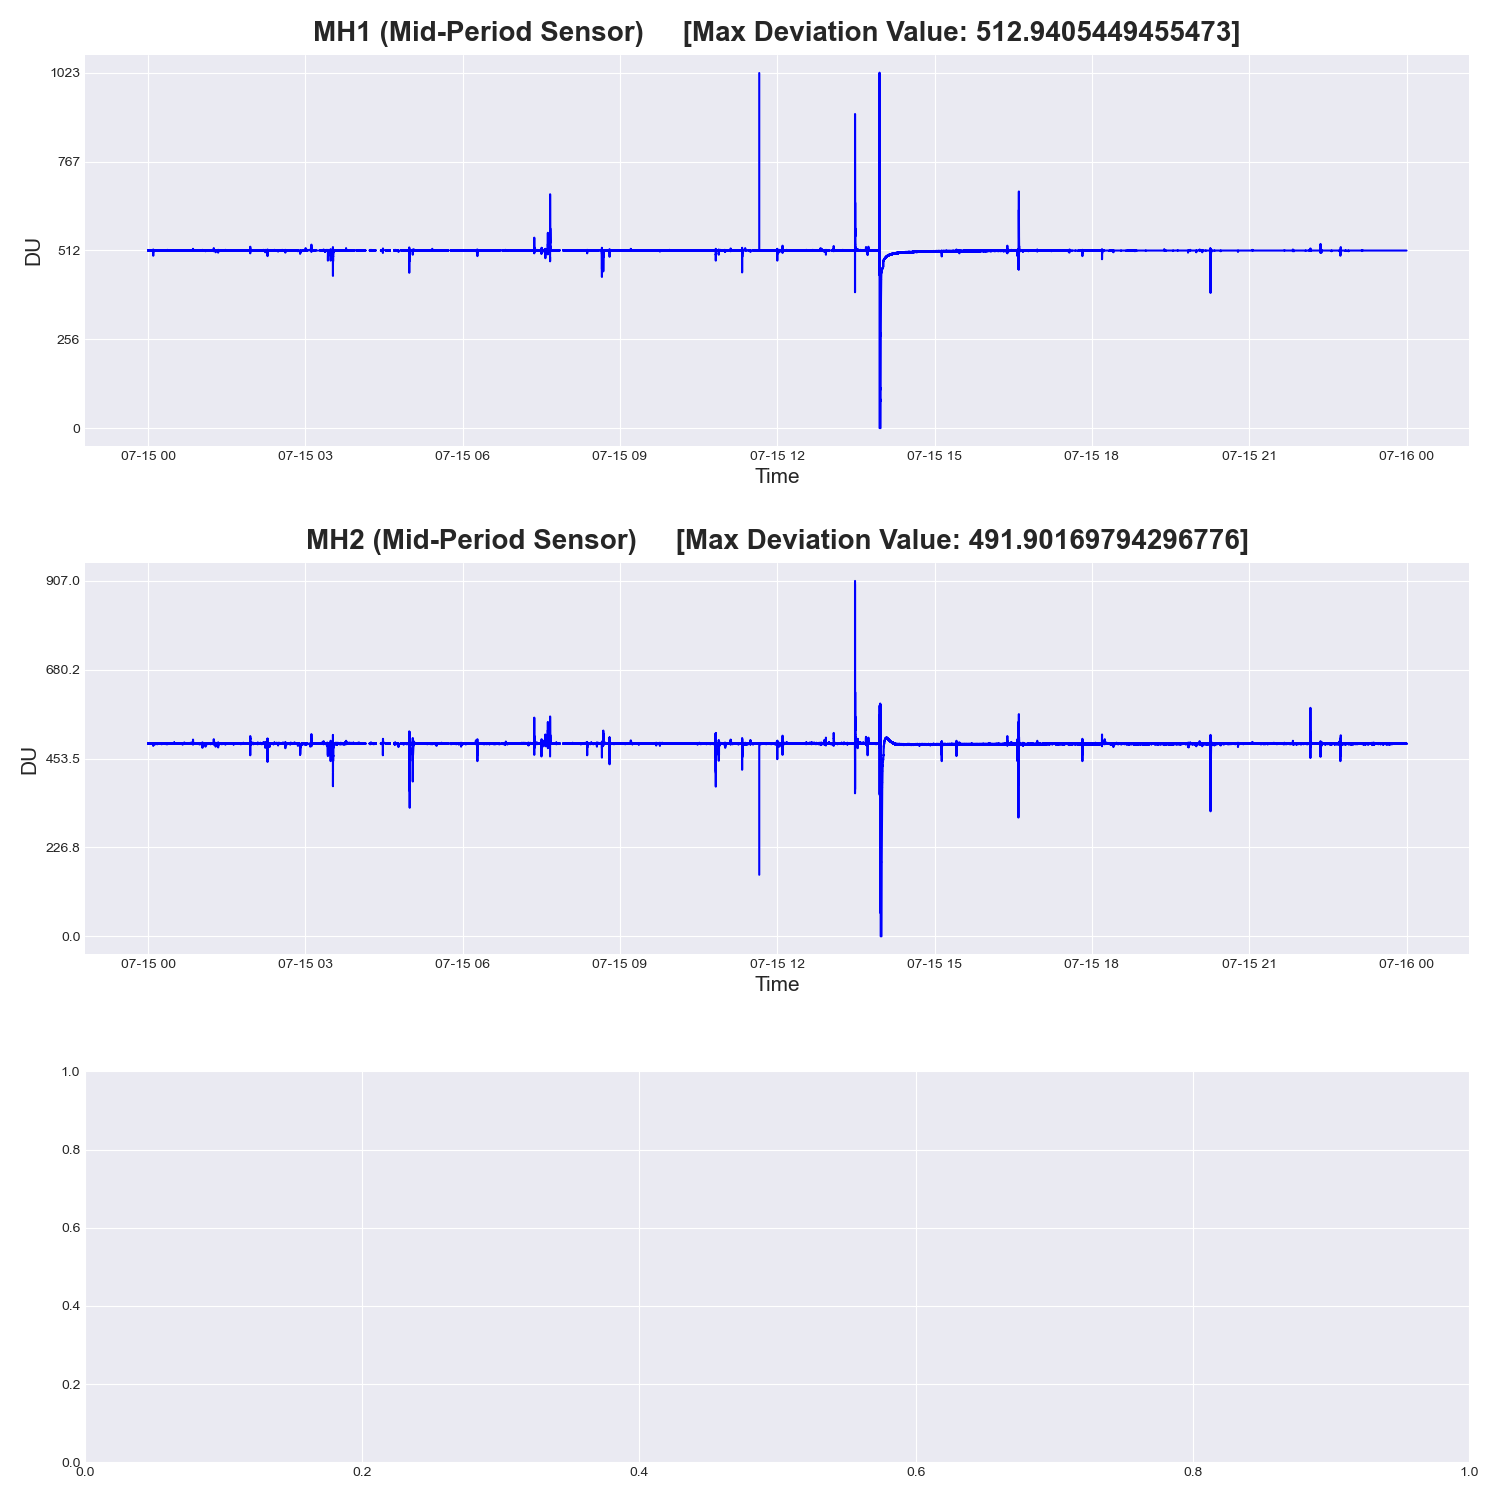 MH1 (Mid-Period Sensor) [Max Deviation Value: 512.9405449455473]
1023
767
512
256
0
DU
07-15 00 07-15 03 07-15 06 07-15 09 07-15 12 07-15 15 07-15 18 07-15 21 07-16 00
Time
MH2 (Mid-Period Sensor) [Max Deviation Value: 491.90169794296776]
907.0
680.2
453.5
226.8
0.0
DU
07-15 00 07-15 03 07-15 06 07-15 09 07-15 12 07-15 15 07-15 18 07-15 21 07-16 00
Time
1.0
0.8
0.6
0.4
0.2
0.0
0.0 0.2 0.4 0.6 0.8 1.0